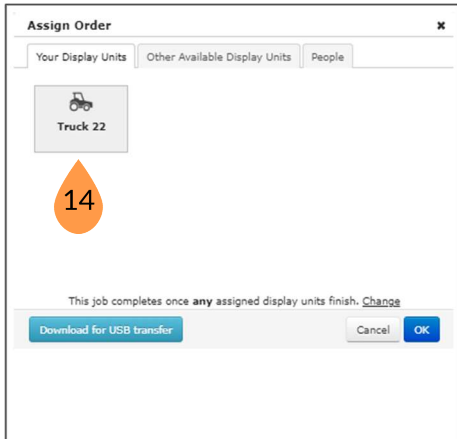 Assign Order ×
Your Display Units Other Available Display Units People
Truck 22
14
This job completes once any assigned display units finish. Change
Download for USB transfer Cancel OK